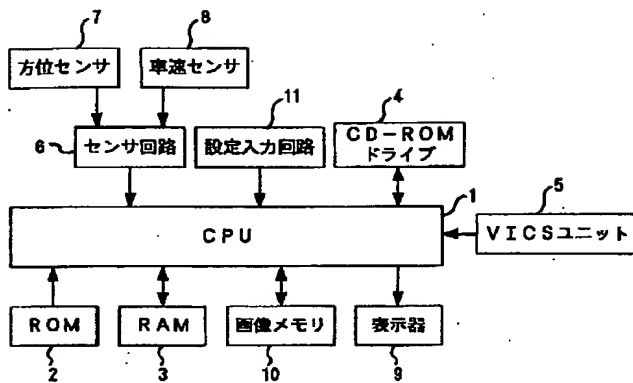 7
8
方位センサ
車速センサ
11
4
6
センサ回路
設定入力回路
CD-ROM
ドライブ
1
5
CPU
VICSユニット
ROM
RAM
画像メモリ
表示器
2
3
10
9